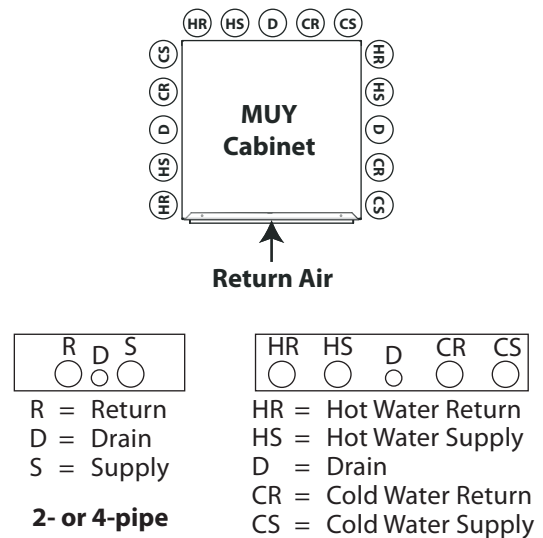 HR HS D CR CS
CS HR
CR HS
D D
HS CR
HR CS
MUY
Cabinet
Return Air
R D S
R = Return
D = Drain
S = Supply
2- or 4-pipe
HR HS D CR CS
HR = Hot Water Return
HS = Hot Water Supply
D = Drain
CR = Cold Water Return
CS = Cold Water Supply